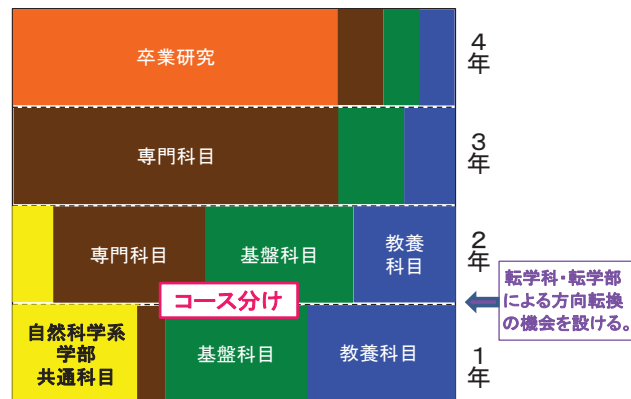 卒業研究
4年
専門科目
3年
専門科目
基盤科目
教養
科目
2年
コース分け
転学科・転学部
による方向転換
の機会を設ける。
自然科学系
学部
共通科目
基盤科目
教養科目
1年